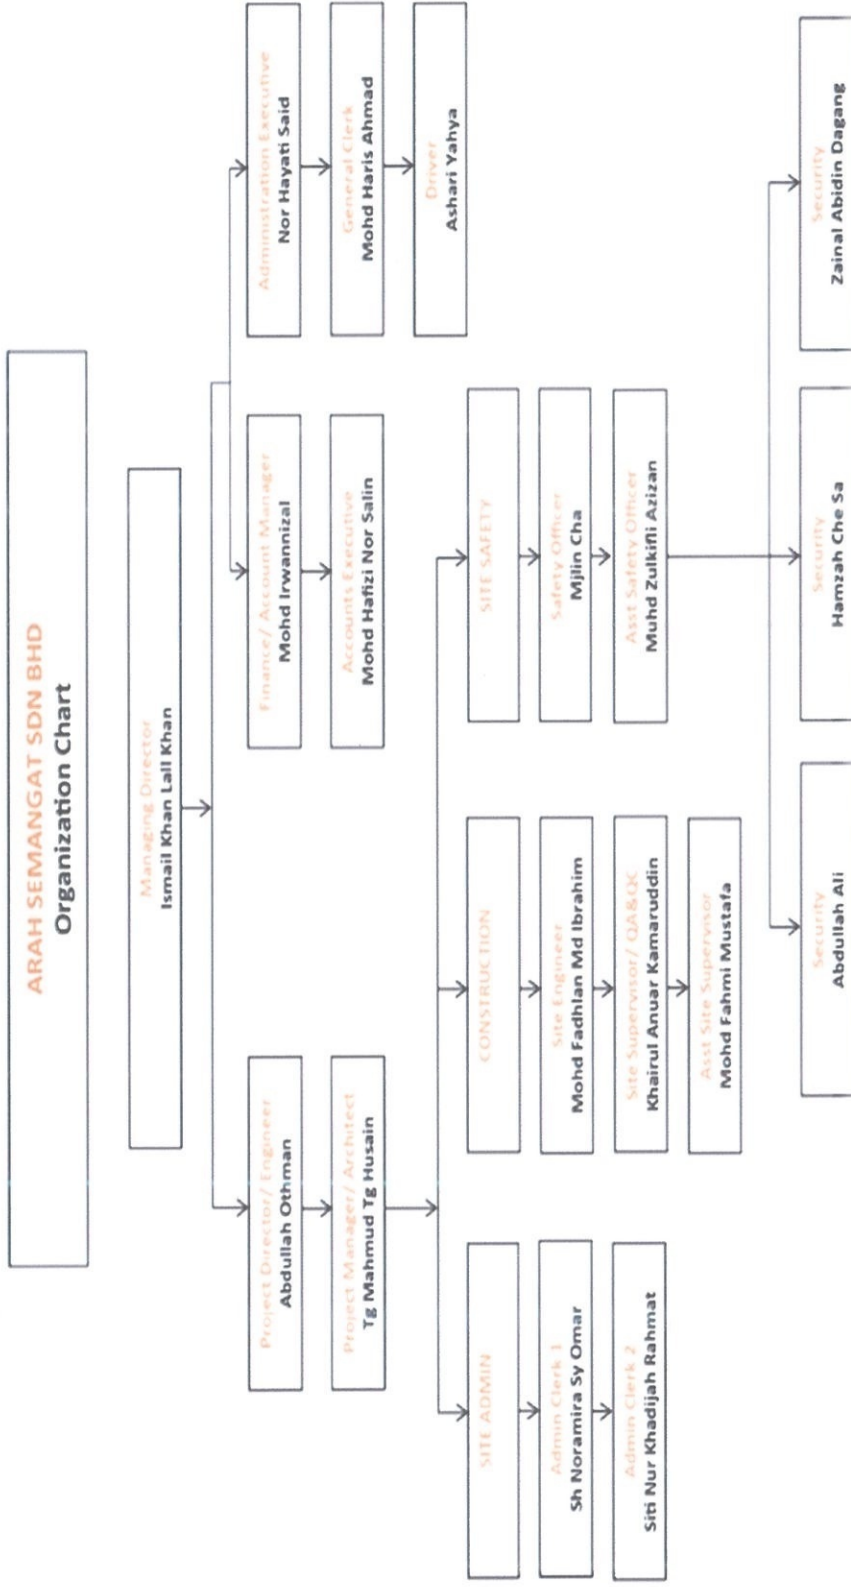 ARAH SEMANGAT SDN BHD
Organization Chart
Managing Director
Ismail Khan Lall Khan
Project Director/ Engineer
Abdullah Othman
Project Manager/ Architect
Tg Mahmud Tg Husain
Finance/ Account Manager
Mohd Irwannizal
Accounts Executive
Mohd Hafizi Nor Salin
Administration Executive
Nor Hayati Said
General Clerk
Mohd Haris Ahmad
Driver
Ashari Yahya
SITE ADMIN
Admin Clerk 1
Sh Noramira Sy Omar
Admin Clerk 2
Siti Nur Khadijah Rahmat
CONSTRUCTION
Site Engineer
Mohd Fadhlan Md Ibrahim
Site Supervisor/ QA&QC
Khairul Anuar Kamaruddin
Asst Site Supervisor
Mohd Fahmi Mustafa
SITE SAFETY
Safety Officer
Mjlin Cha
Asst Safety Officer
Muhd Zulkifli Azizan
Security
Abdullah Ali
Security
Hamzah Che Sa
Security
Zainal Abidin Dagang